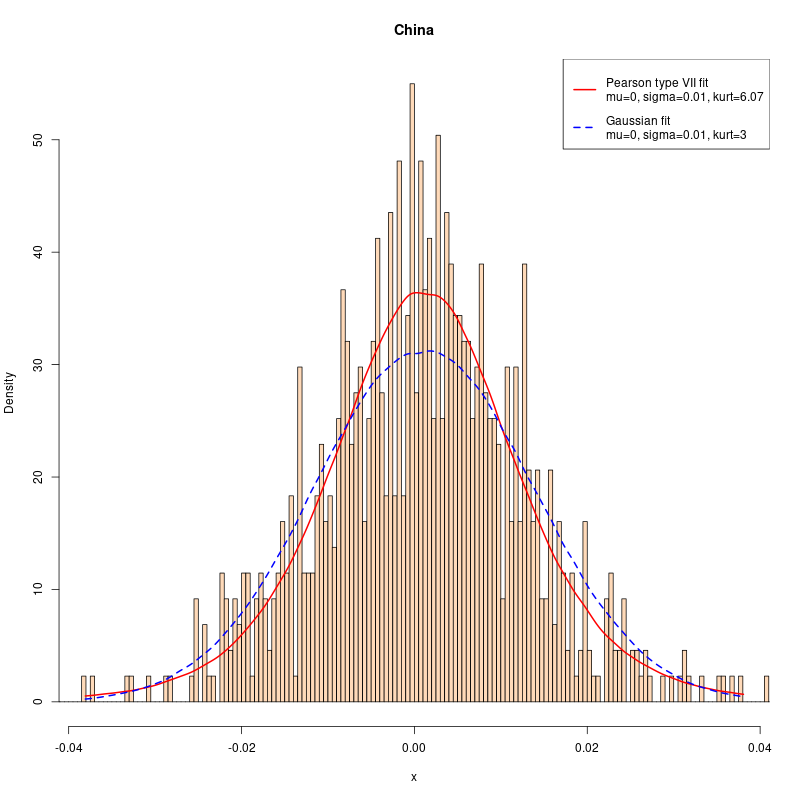 China
Pearson type VII fit
mu=0, sigma=0.01, kurt=6.07
Gaussian fit
mu=0, sigma=0.01, kurt=3
Density
50
40
30
20
10
0
-0.04
-0.02
0.00
0.02
0.04
x